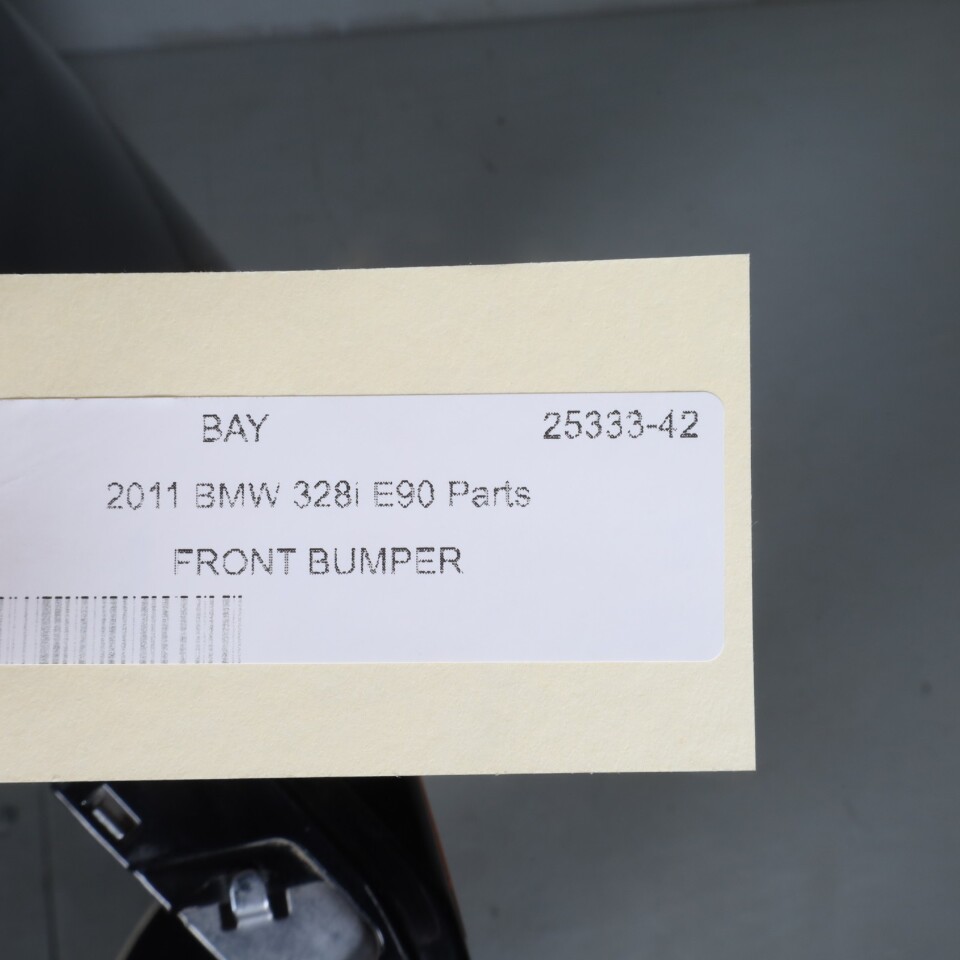 BAY 25333-42
2011 BMW 328i E90 Parts
FRONT BUMPER